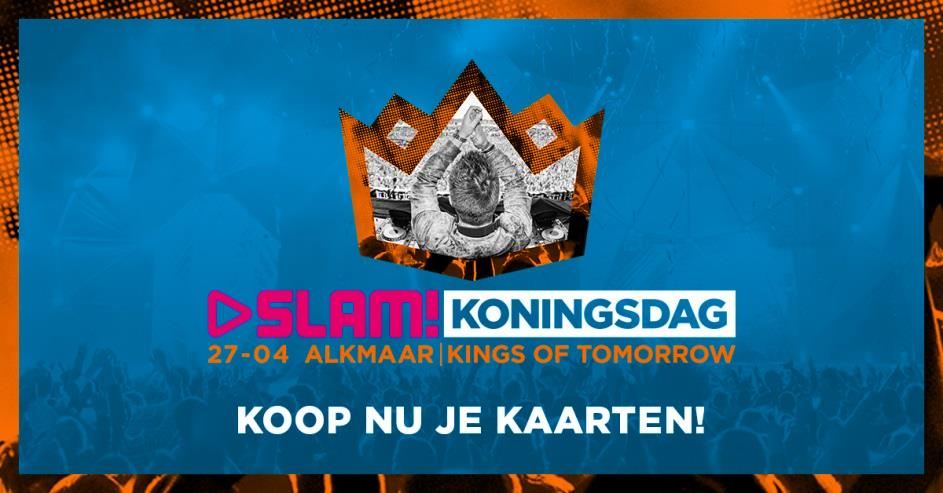 SLAM! KONINGSDAG
27-04 ALKMAAR | KINGS OF TOMORROW
KOOP NU JE KAARTEN!